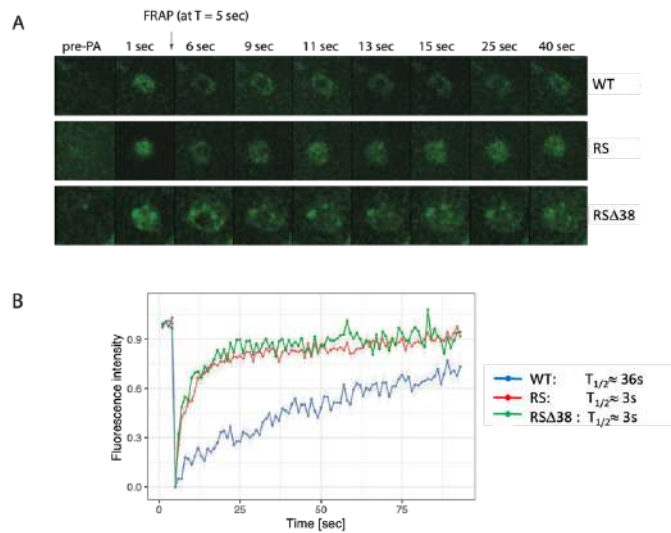 A
FRAP (at T = 5 sec)
pre-PA 1 sec 6 sec 9 sec 11 sec 13 sec 15 sec 25 sec 40 sec
WT
RS
RSΔ38
B
Fluorescence intensity
0.9
0.6
0.3
0.0
0 25 50 75
Time [sec]
WT: T1/2≈ 36s
RS: T1/2≈ 3s
RSΔ38 : T1/2≈ 3s